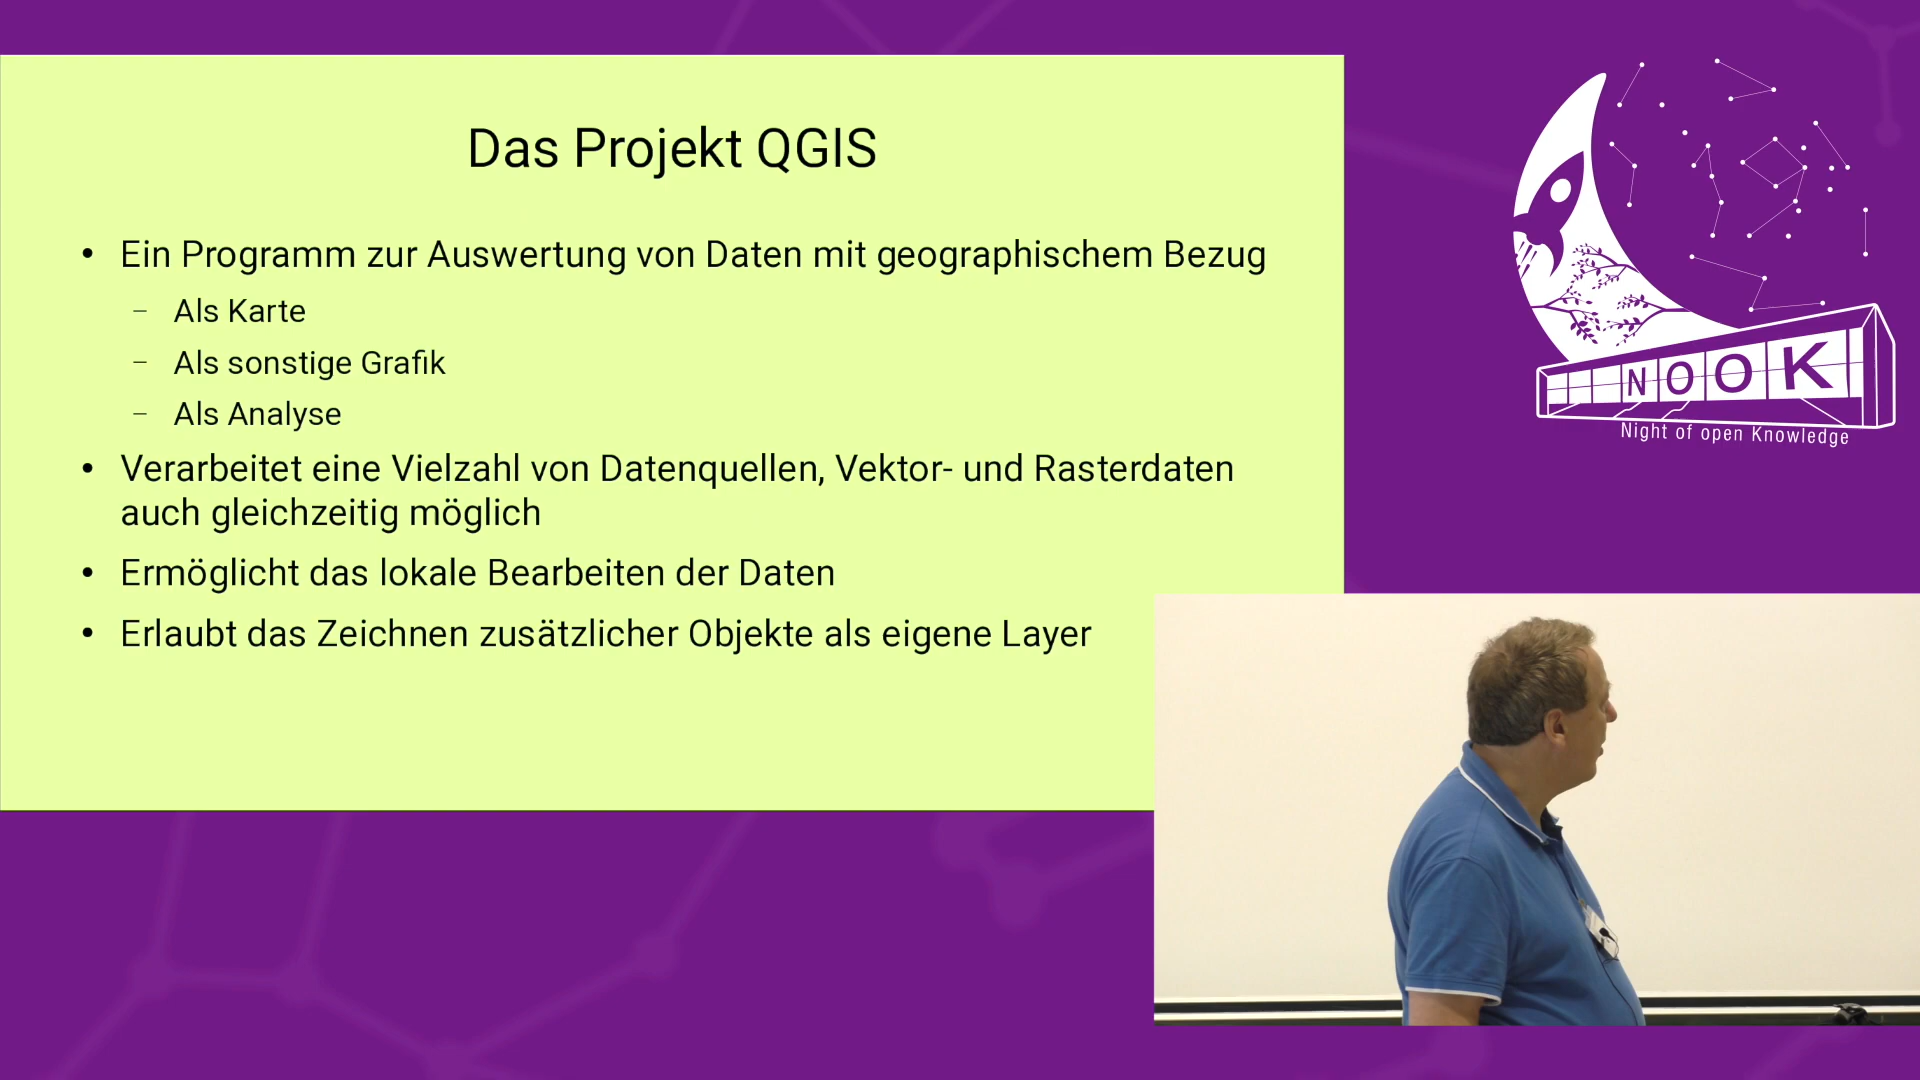 Das Projekt QGIS
• Ein Programm zur Auswertung von Daten mit geographischem Bezug
– Als Karte
– Als sonstige Grafik
– Als Analyse
• Verarbeitet eine Vielzahl von Datenquellen, Vektor- und Rasterdaten
auch gleichzeitig möglich
• Ermöglicht das lokale Bearbeiten der Daten
• Erlaubt das Zeichnen zusätzlicher Objekte als eigene Layer
NOOK
Night of open Knowledge